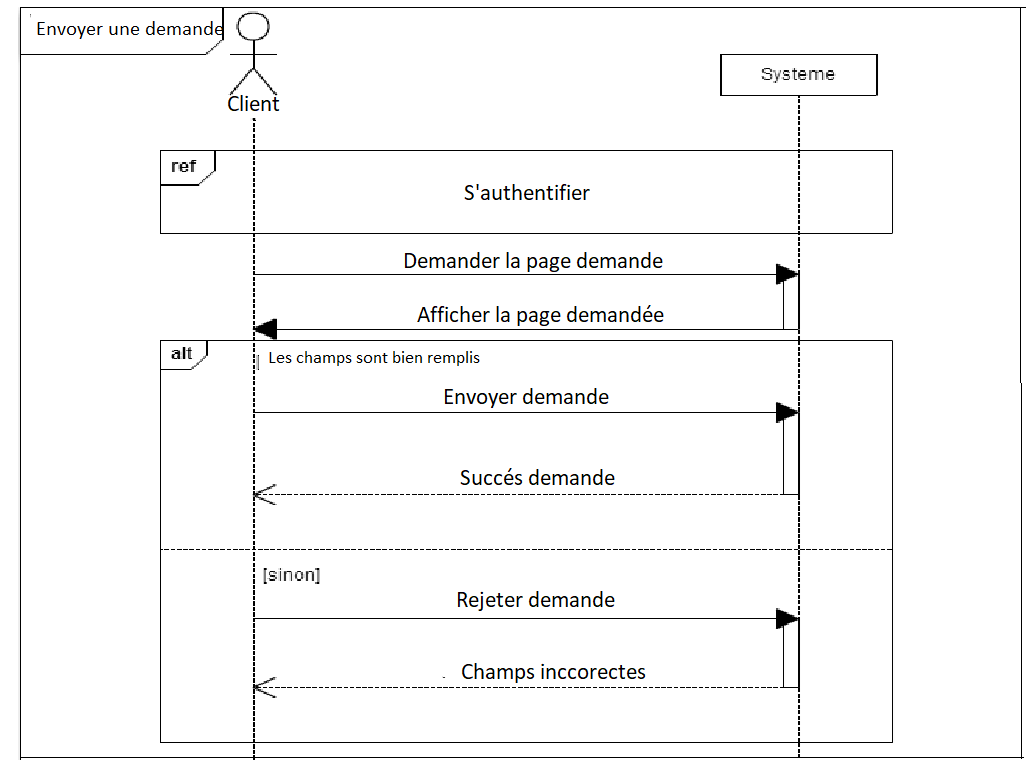 Envoyer une demande
Client
Systeme
ref
S'authentifier
Demander la page demande
Afficher la page demandée
alt
Les champs sont bien remplis
Envoyer demande
Succés demande
[sinon]
Rejeter demande
Champs inccorectes